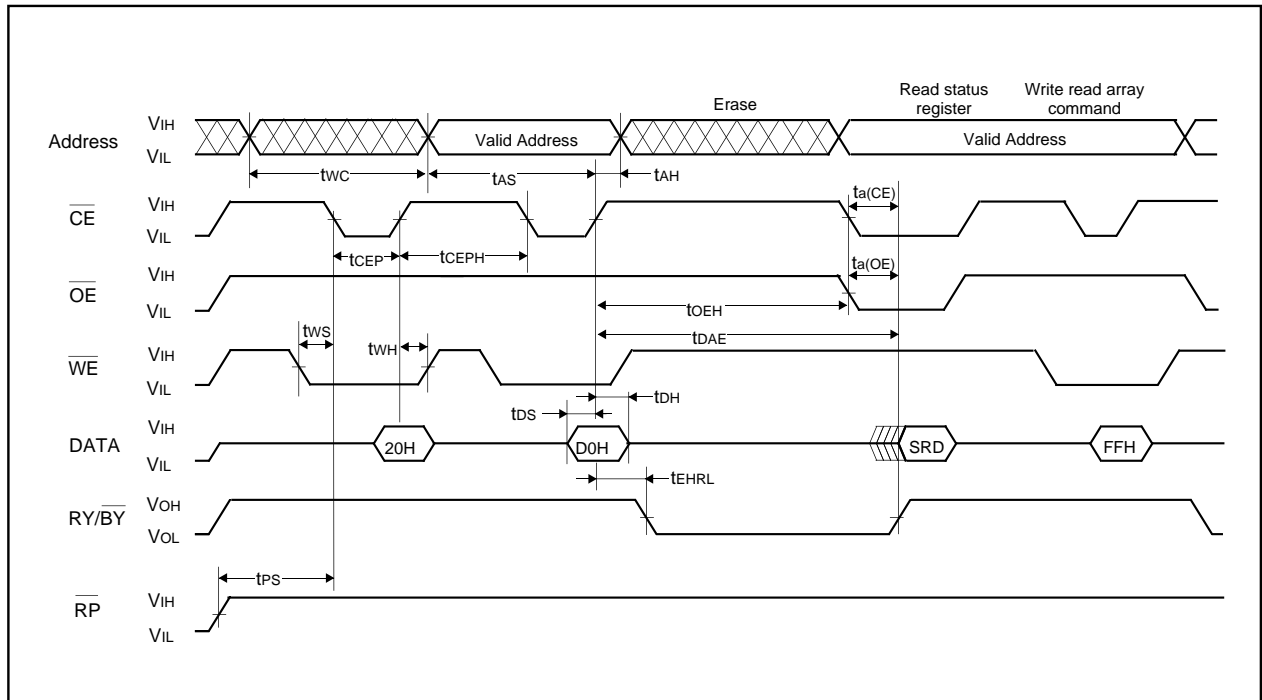 Erase
Read status
register
Write read array
command
Address
VIH
VIL
Valid Address
Valid Address
tWC
tAS
tAH
ta(CE)
CE
VIH
VIL
tCEP
tCEPH
ta(OE)
OE
VIH
VIL
tOEH
tWS
tWH
tDAE
WE
VIH
VIL
tDS
tDH
DATA
VIH
VIL
20H
D0H
SRD
FFH
tEHRL
RY/BY
VOH
VOL
tPS
RP
VIH
VIL